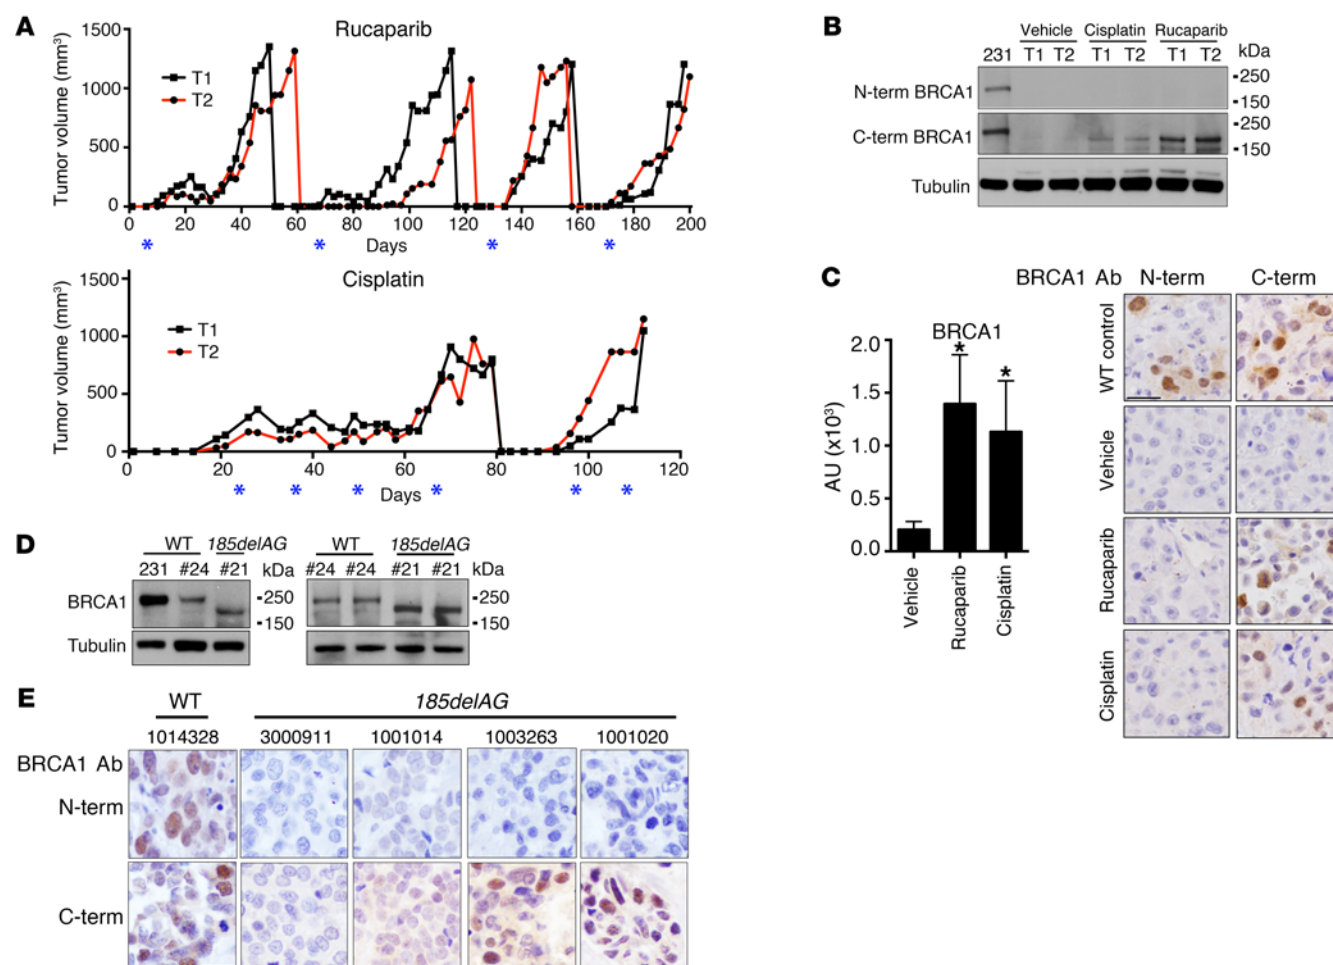 A
Rucaparib
Tumor volume (mm³)
1500
1000
500
0
T1
T2
0 20 40 60 80 100 120 140 160 180 200
* * * *
Days
Cisplatin
Tumor volume (mm³)
1500
1000
500
0
T1
T2
0 20 40 60 80 100 120
* * * * * *
Days
B
Vehicle Cisplatin Rucaparib
231 T1 T2 T1 T2 T1 T2 kDa
N-term BRCA1
-250
-150
C-term BRCA1
-250
-150
Tubulin
C
BRCA1
AU (x10³)
2.0
1.5
1.0
0.5
0.0
* *
Vehicle
Rucaparib
Cisplatin
BRCA1 Ab N-term C-term
WT control
Vehicle
Rucaparib
Cisplatin
D
WT 185delAG WT 185delAG
231 #24 #21 kDa #24 #24 #21 #21 kDa
BRCA1
-250
-150
-250
-150
Tubulin
E
WT 185delAG
1014328 3000911 1001014 1003263 1001020
BRCA1 Ab
N-term
C-term